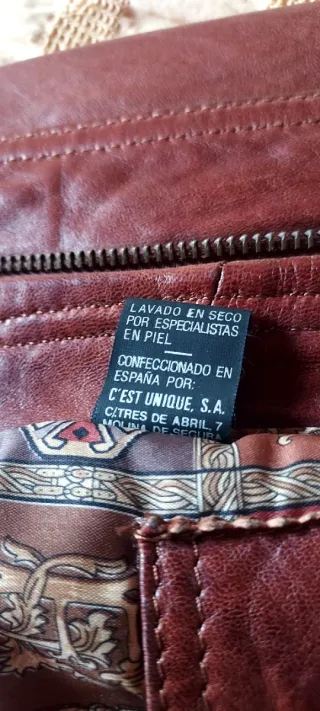 LAVADO EN SECO
POR ESPECIALISTAS
EN PIEL
CONFECCIONADO EN
ESPAÑA POR:
C'EST UNIQUE, S.A.
C/.TRES DE ABRIL, 7
MOLINA DE SEGURA